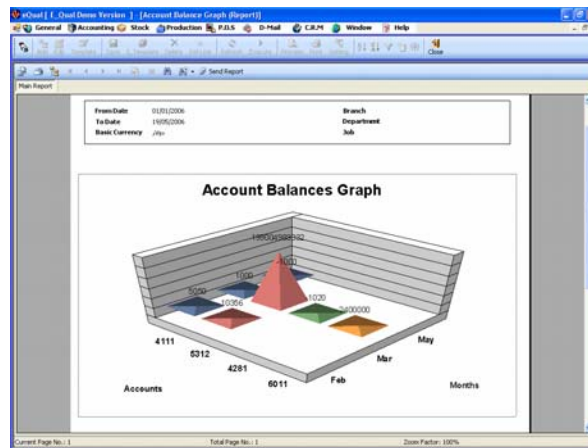 eQual [ E_Qual Demo Version ] - [Account Balance Graph (Report)]
General Accounting Stock Production P.O.S D-Mail C.R.M Window Help
Close
Send Report
Main Report
From Date 01/01/2006 Branch
To Date 19/05/2006 Department
Basic Currency Job
Account Balances Graph
1000
5050 1000
10356 1020 2400000
4111
5312
4281
6011
Feb
Mar
May
Accounts
Months
Current Page No.: 1 Total Page No.: 1 Zoom Factor: 100%